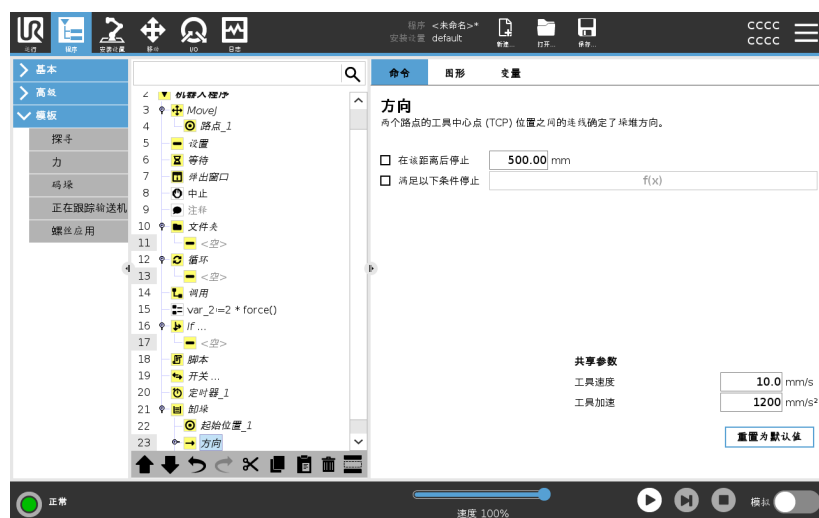 UR
运行
程序
安装设置
移动
I/O
日志
程序 <未命名>*
安装设置 default
新建...
打开...
保存...
CCCC
CCCC
基本
高级
模板
探寻
力
码垛
正在跟踪输送机
螺丝应用
2 机器人程序
3 MoveJ
4 路点_1
5 设置
6 等待
7 弹出窗口
8 中止
9 注释
10 文件夹
11 <空>
12 循环
13 <空>
14 调用
15 var_2≔2 * force()
16 If ...
17 <空>
18 脚本
19 开关 ...
20 定时器_1
21 卸垛
22 起始位置_1
23 方向
命令 图形 变量
方向
两个路点的工具中心点 (TCP) 位置之间的连线确定了垛堆方向。
在该距离后停止 500.00 mm
满足以下条件停止 f(x)
共享参数
工具速度 10.0 mm/s
工具加速 1200 mm/s²
重置为默认值
正常
速度 100%
模拟